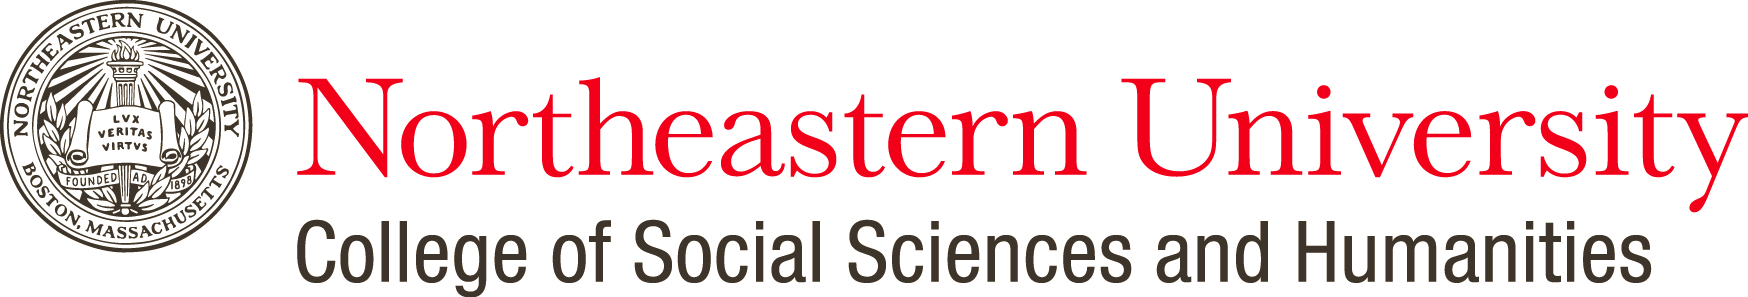 NORTHEASTERN UNIVERSITY
LVX
VERITAS
VIRTVS
FOUNDED A.D. 1898
BOSTON, MASSACHUSETTS
Northeastern University
College of Social Sciences and Humanities